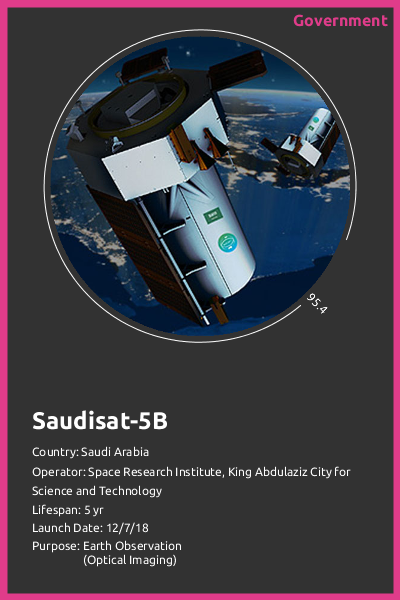 Government
95.4
Saudisat-5B
Country: Saudi Arabia
Operator: Space Research Institute, King Abdulaziz City for
Science and Technology
Lifespan: 5 yr
Launch Date: 12/7/18
Purpose: Earth Observation
(Optical Imaging)